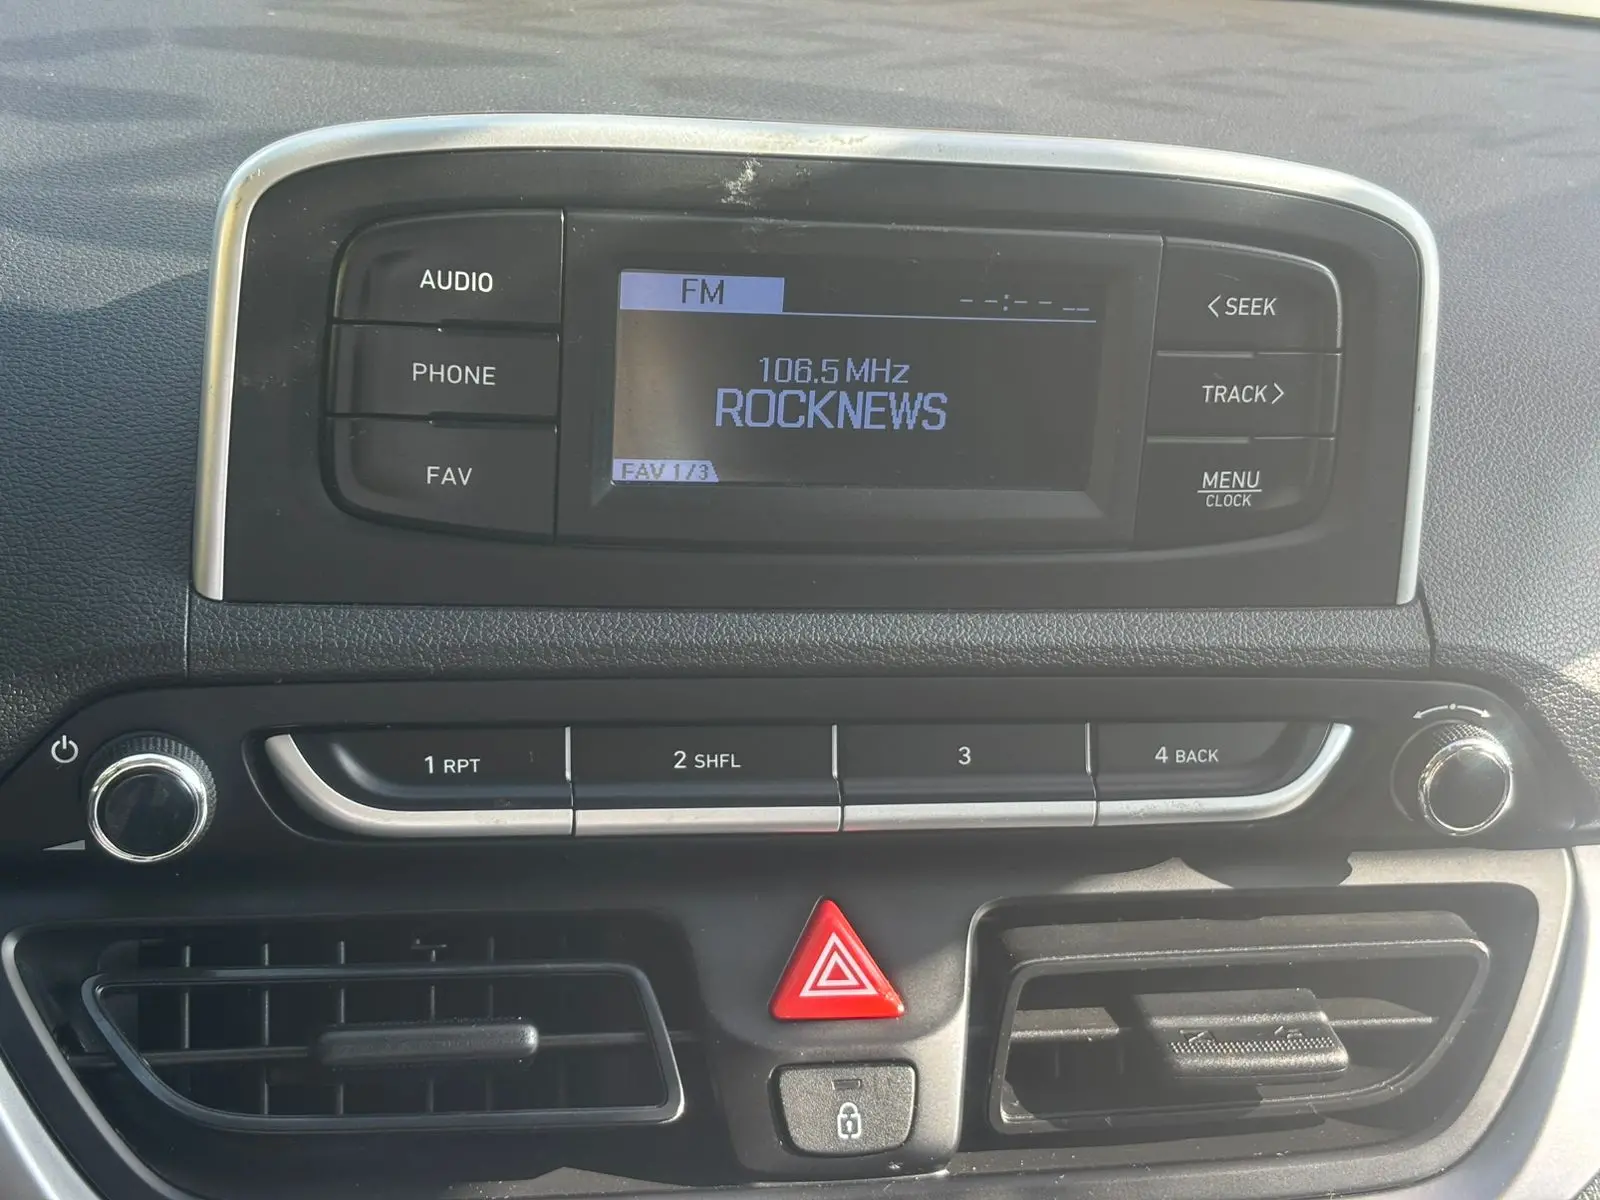 AUDIO
PHONE
FAV
FM --:-- --
106.5 MHz
ROCKNEWS
FAV 1/3
<SEEK
TRACK>
MENU
CLOCK
1 RPT
2 SHFL
3
4 BACK